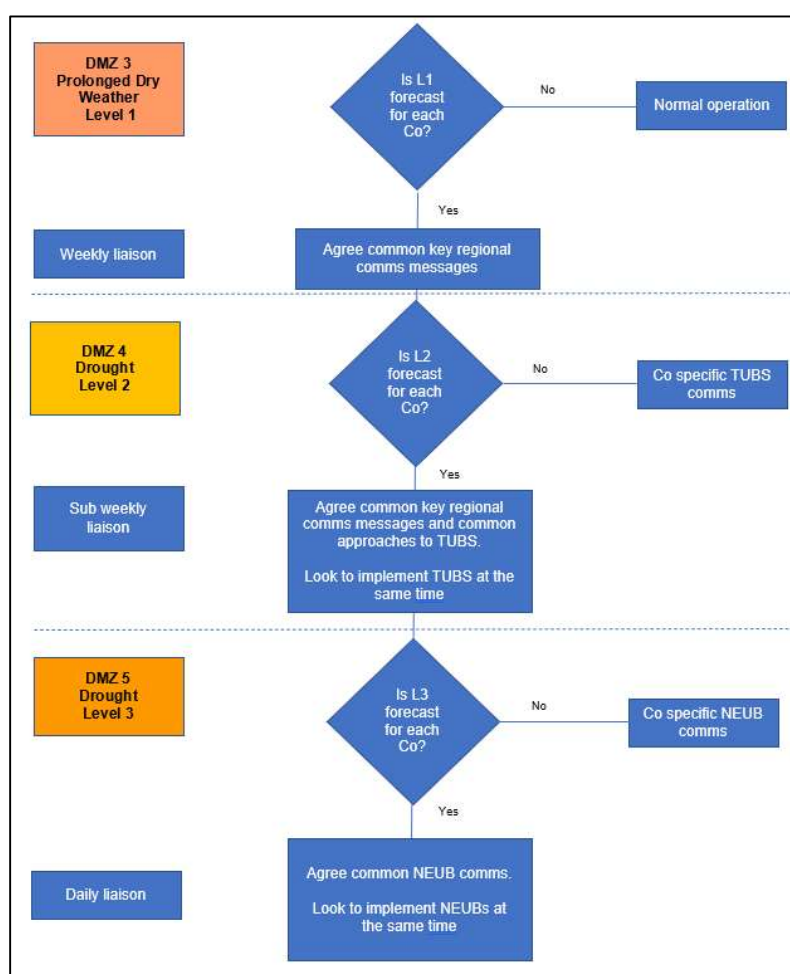 DMZ 3
Prolonged Dry
Weather
Level 1
Is L1
forecast
for each
Co?
No
Normal operation
Yes
Weekly liaison
Agree common key regional
comms messages
DMZ 4
Drought
Level 2
Is L2
forecast
for each
Co?
No
Co specific TUBS
comms
Yes
Sub weekly
liaison
Agree common key regional
comms messages and common
approaches to TUBS.
Look to implement TUBS at the
same time
DMZ 5
Drought
Level 3
Is L3
forecast
for each
Co?
No
Co specific NEUB
comms
Yes
Daily liaison
Agree common NEUB comms.
Look to implement NEUBs at
the same time